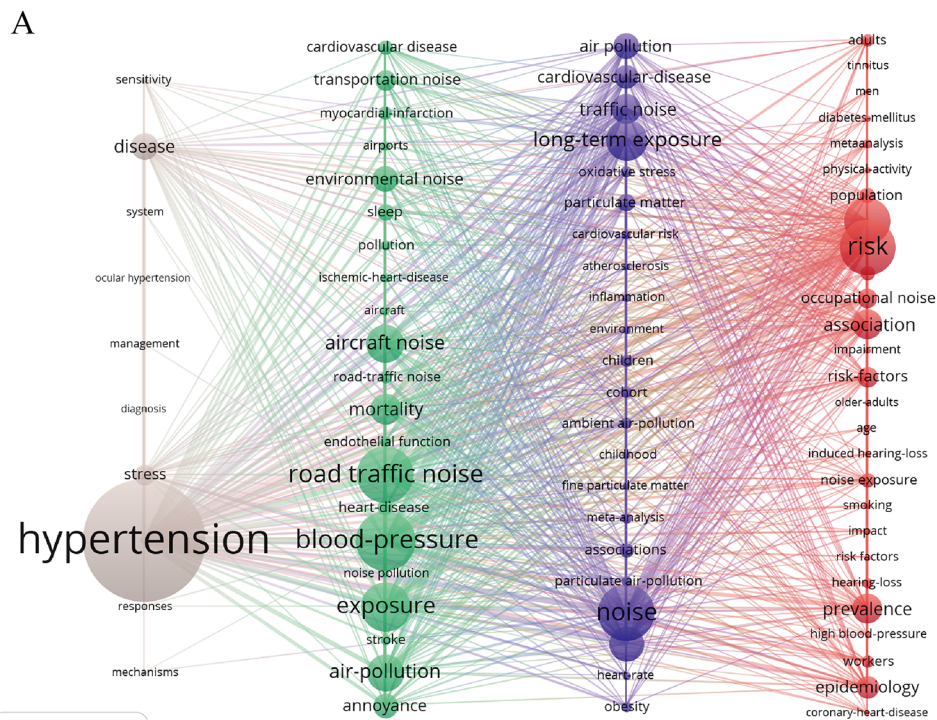 A
sensitivity
disease
system
ocular hypertension
management
diagnosis
stress
hypertension
responses
mechanisms
cardiovascular disease
transportation noise
myocardial-infarction
airports
environmental noise
sleep
pollution
ischemic-heart-disease
aircraft
aircraft noise
road-traffic noise
mortality
endothelial function
road traffic noise
heart-disease
blood-pressure
noise pollution
exposure
stroke
air-pollution
annoyance
air pollution
cardiovascular-disease
traffic noise
long-term exposure
oxidative stress
particulate matter
cardiovascular risk
atherosclerosis
inflammation
environment
children
cohort
ambient air-pollution
childhood
fine particulate matter
meta-analysis
associations
particulate air-pollution
noise
heart-rate
obesity
adults
tinnitus
men
diabetes-mellitus
metaanalysis
physical-activity
population
risk
occupational noise
association
impairment
risk-factors
older-adults
age
induced hearing-loss
noise exposure
smoking
impact
risk factors
hearing-loss
prevalence
high blood-pressure
workers
epidemiology
coronary-heart-disease